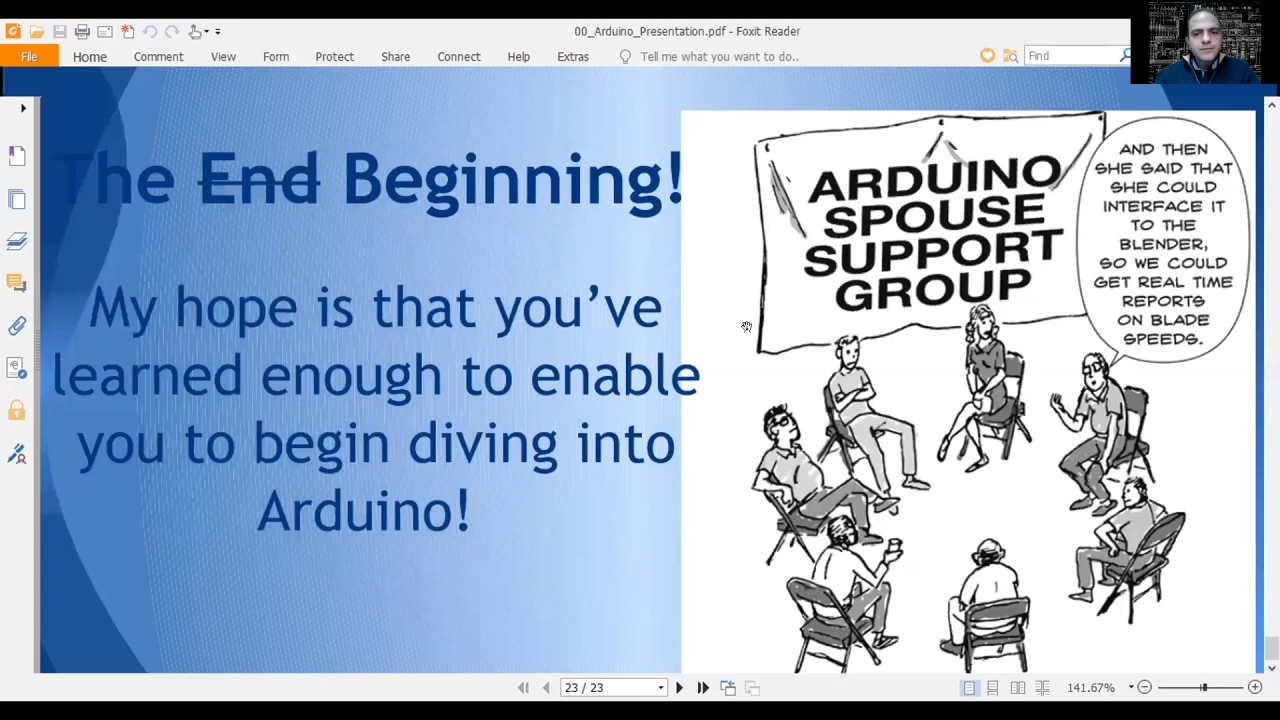 00_Arduino_Presentation.pdf - Foxit Reader
File Home Comment View Form Protect Share Connect Help Extras Tell me what you want to do.. Find
The ~~End~~ Beginning!
My hope is that you’ve
learned enough to enable
you to begin diving into
Arduino!
ARDUINO
SPOUSE
SUPPORT
GROUP
AND THEN
SHE SAID THAT
SHE COULD
INTERFACE IT
TO THE
BLENDER,
SO WE COULD
GET REAL TIME
REPORTS
ON BLADE
SPEEDS.
23 / 23
141.67%